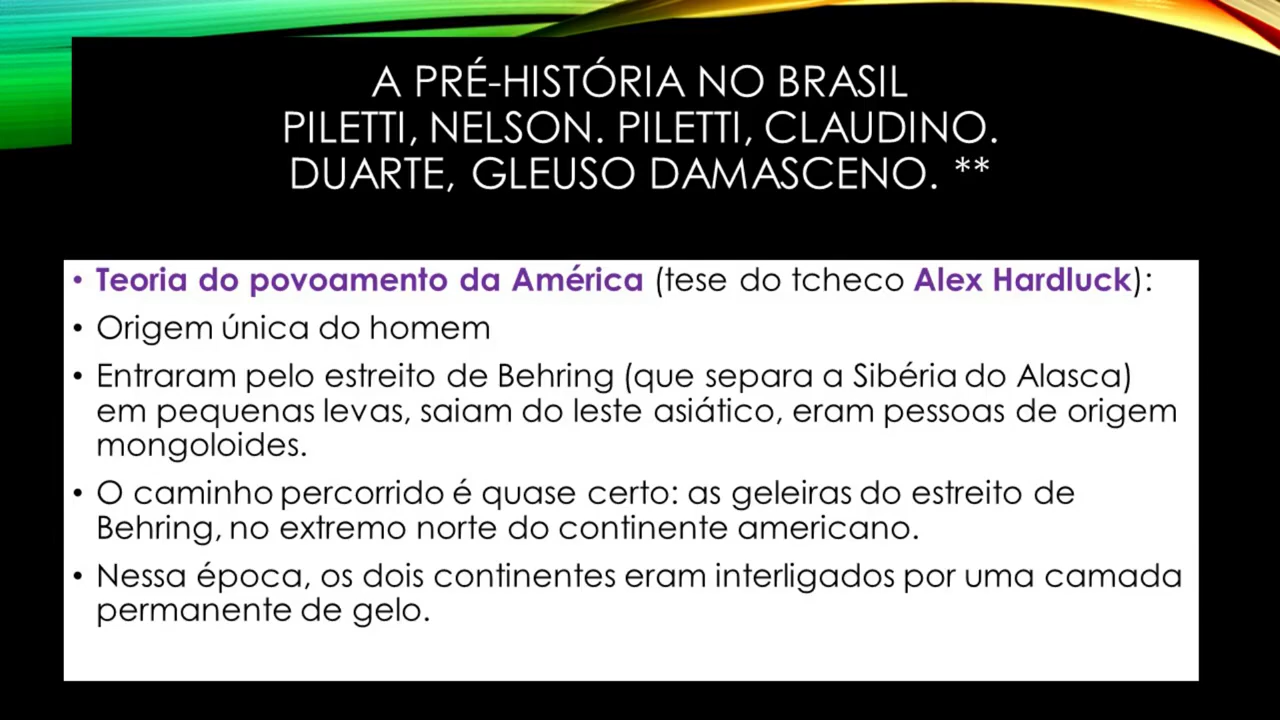 A PRÉ-HISTÓRIA NO BRASIL
PILETTI, NELSON. PILETTI, CLAUDINO.
DUARTE, GLEUSO DAMASCENO. **
• Teoria do povoamento da América (tese do tcheco Alex Hardluck):
• Origem única do homem
• Entraram pelo estreito de Behring (que separa a Sibéria do Alasca)
em pequenas levas, saiam do leste asiático, eram pessoas de origem
mongoloides.
• O caminho percorrido é quase certo: as geleiras do estreito de
Behring, no extremo norte do continente americano.
• Nessa época, os dois continentes eram interligados por uma camada
permanente de gelo.